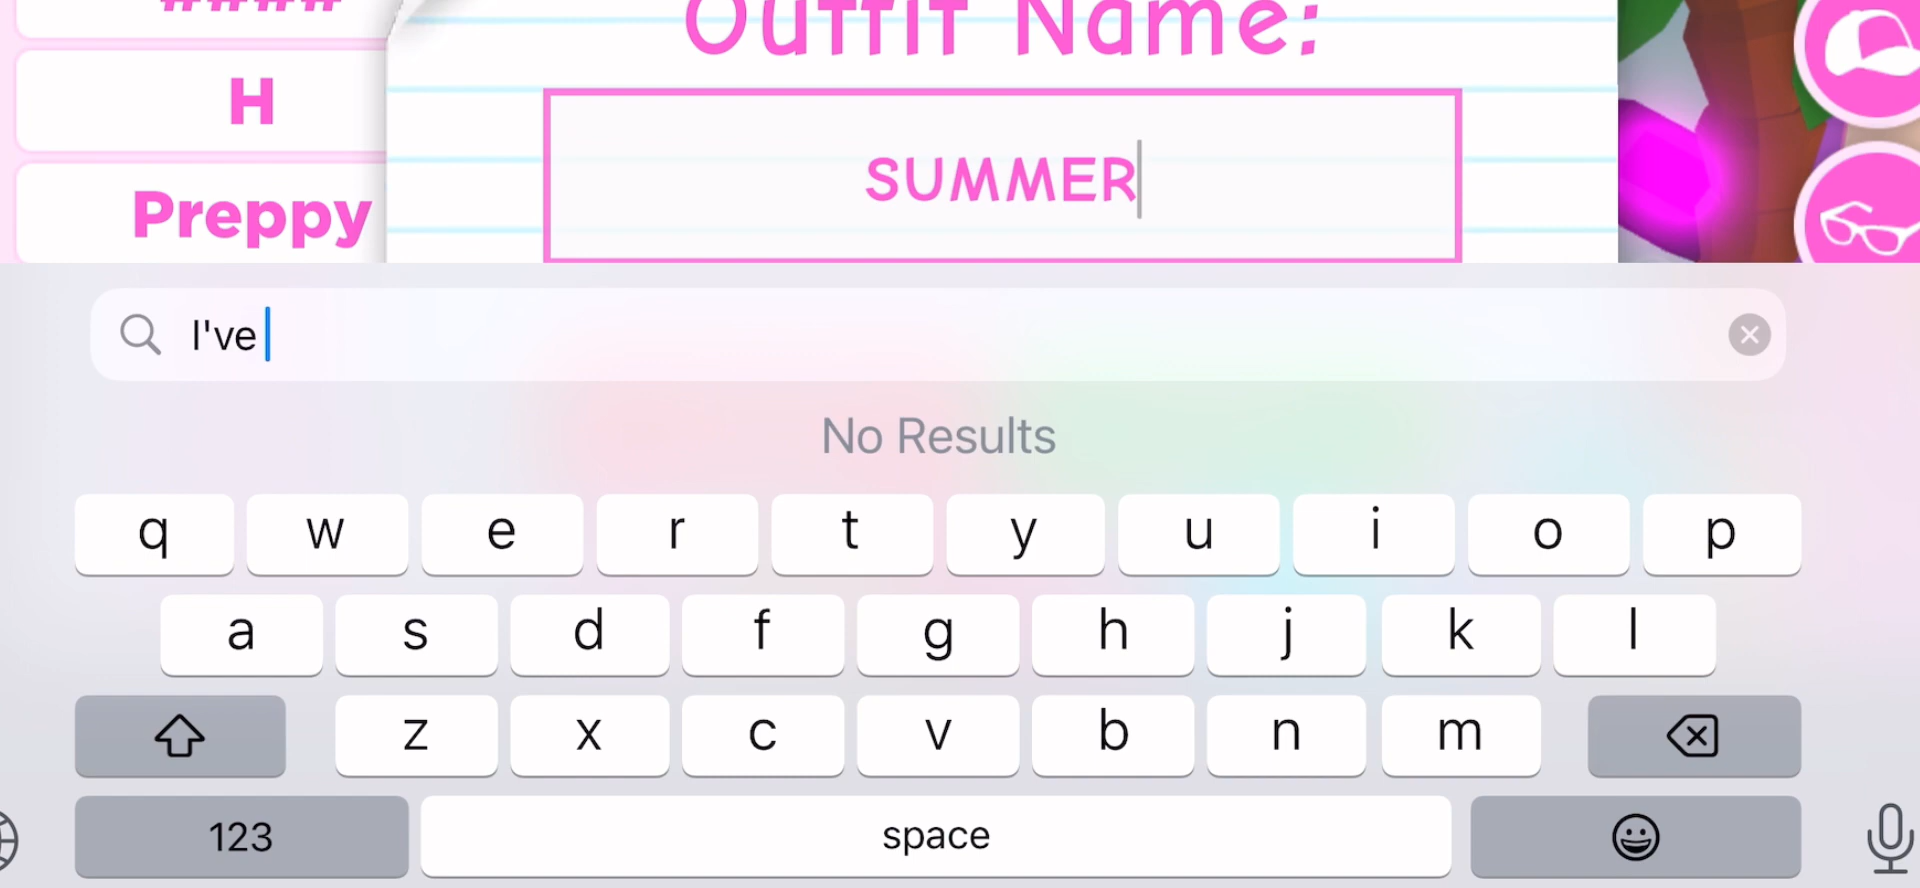 ####
H
Preppy
Outfit Name:
SUMMER
I've
No Results
q w e r t y u i o p
a s d f g h j k l
z x c v b n m
123 space